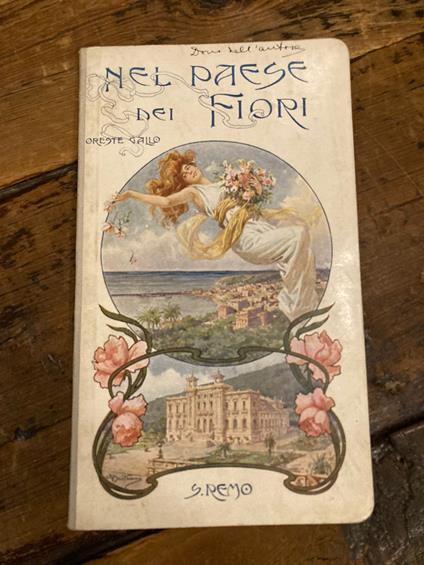 Dono dell'autore
NEL PAESE
DEI FIORI
ORESTE GALLO
S. REMO